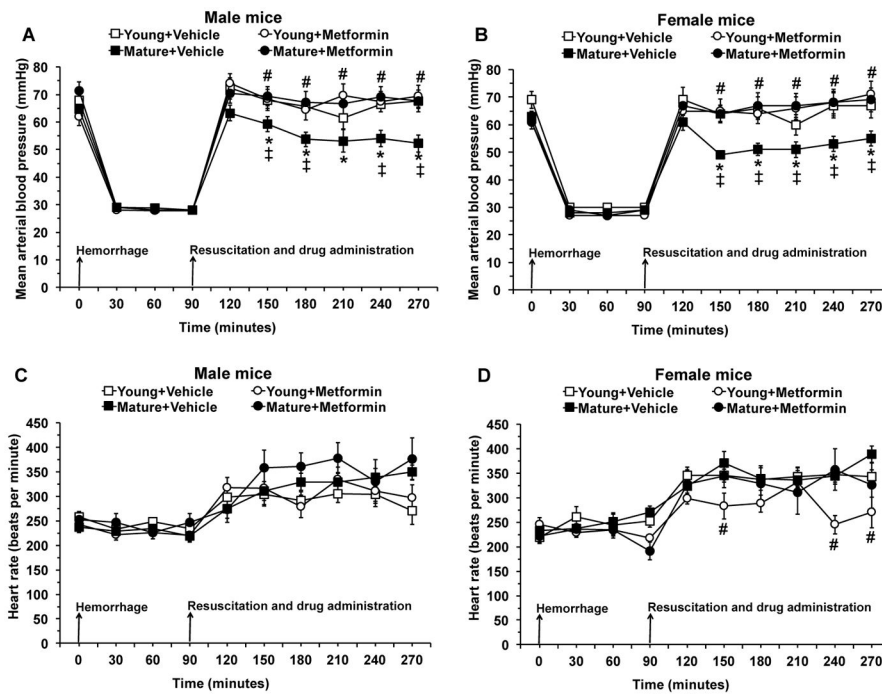 Male mice
A
Young+Vehicle Young+Metformin
Mature+Vehicle Mature+Metformin
Mean arterial blood pressure (mmHg)
80
70
60
50
40
30
20
10
0
# # # # #
* * * * *
‡ ‡ ‡ ‡
Hemorrhage
Resuscitation and drug administration
0 30 60 90 120 150 180 210 240 270
Time (minutes)
Female mice
B
Young+Vehicle Young+Metformin
Mature+Vehicle Mature+Metformin
Mean arterial blood pressure (mmHg)
80
70
60
50
40
30
20
10
0
# # # # #
* * * * *
‡ ‡ ‡ ‡ ‡
Hemorrhage
Resuscitation and drug administration
0 30 60 90 120 150 180 210 240 270
Time (minutes)
C
Male mice
Young+Vehicle Young+Metformin
Mature+Vehicle Mature+Metformin
Heart rate (beats per minute)
450
400
350
300
250
200
150
100
50
0
Hemorrhage
Resuscitation and drug administration
0 30 60 90 120 150 180 210 240 270
Time (minutes)
D
Female mice
Young+Vehicle Young+Metformin
Mature+Vehicle Mature+Metformin
Heart rate (beats per minute)
450
400
350
300
250
200
150
100
50
0
# # #
Hemorrhage
Resuscitation and drug administration
0 30 60 90 120 150 180 210 240 270
Time (minutes)